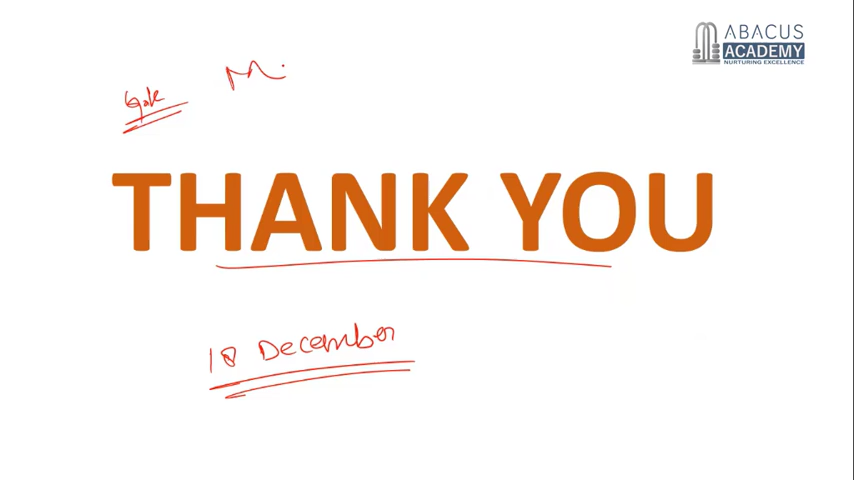 ABACUS
ACADEMY
NURTURING EXCELLENCE
THANK YOU
18 December